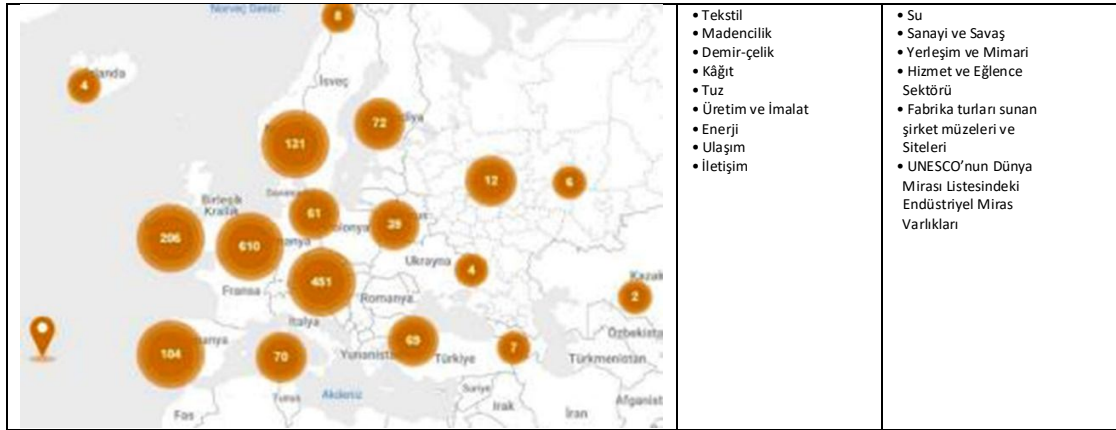 Norveç Denizi
8
İzlanda
4
İsveç
72
131
12
6
Birleşik
Krallık
61
39
206
610
Ukrayna
4
451
Kazak
2
Fransa
Romanya
İtalya
Özbekista
104
70
Yunanist
69
Türkiye
7
Türkmenistan
Tunus
Akdeniz
Suriye
Irak
İran
Afganist
Fas
• Tekstil
• Madencilik
• Demir-çelik
• Kâğıt
• Tuz
• Üretim ve İmalat
• Enerji
• Ulaşım
• İletişim
• Su
• Sanayi ve Savaş
• Yerleşim ve Mimari
• Hizmet ve Eğlence
Sektörü
• Fabrika turları sunan
şirket müzeleri ve
Siteleri
• UNESCO’nun Dünya
Mirası Listesindeki
Endüstriyel Miras
Varlıkları